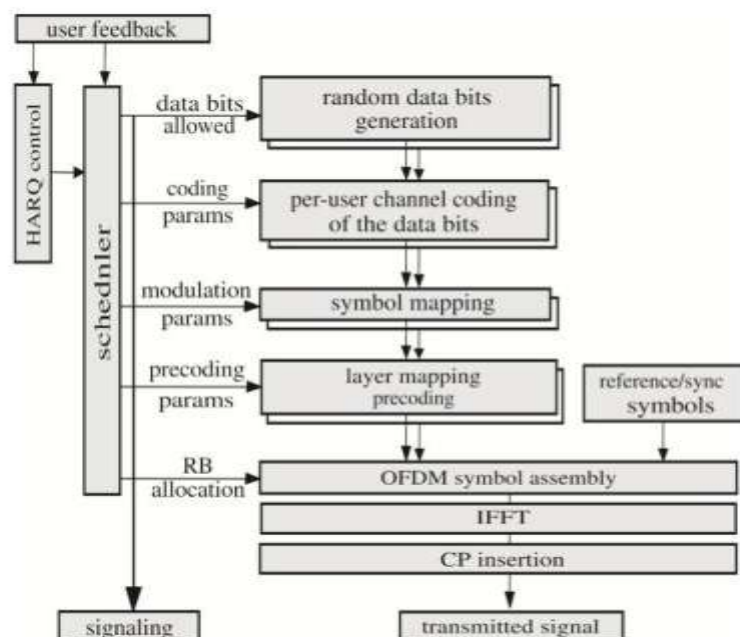 user feedback
HARQ control
schednler
data bits
allowed
random data bits
generation
coding
params
per-user channel coding
of the data bits
modulation
params
symbol mapping
precoding
params
layer mapping
precoding
reference/sync
symbols
RB
allocation
OFDM symbol assembly
IFFT
CP insertion
signaling
transmitted signal